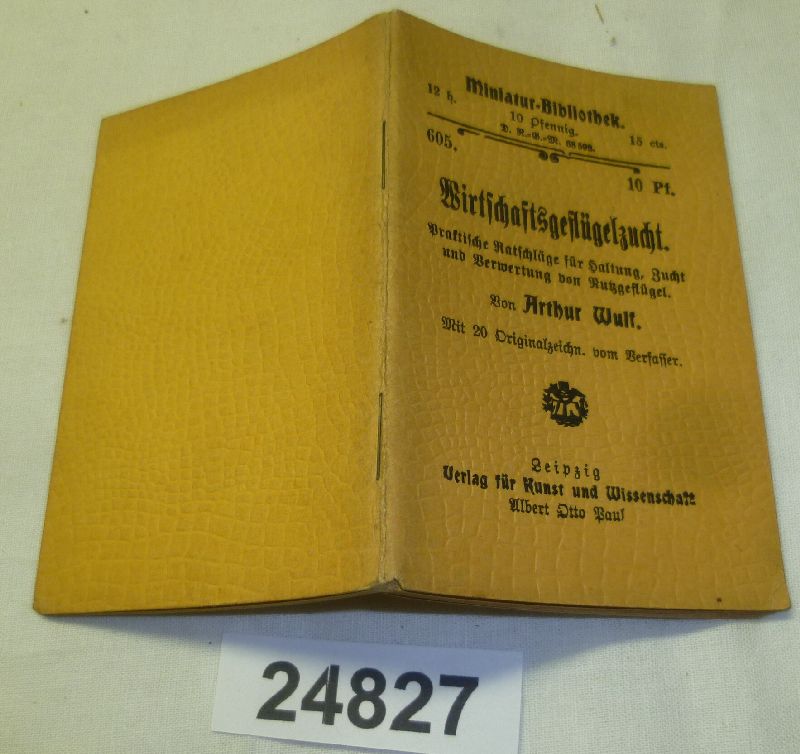 Miniatur-Bibliothek.
12 h. 10 Pfennig. 15 cts.
D. R.-G.-M.
605. 10 Pf.
Wirtschaftsgeflügelzucht.
Praktische Ratschläge für Haltung, Zucht
und Verwertung von Nutzgeflügel.
Von Arthur Wulf.
Mit 20 Originalzeichn. vom Verfasser.
Leipzig
Verlag für Kunst und Wissenschaft
Albert Otto Paul
24827